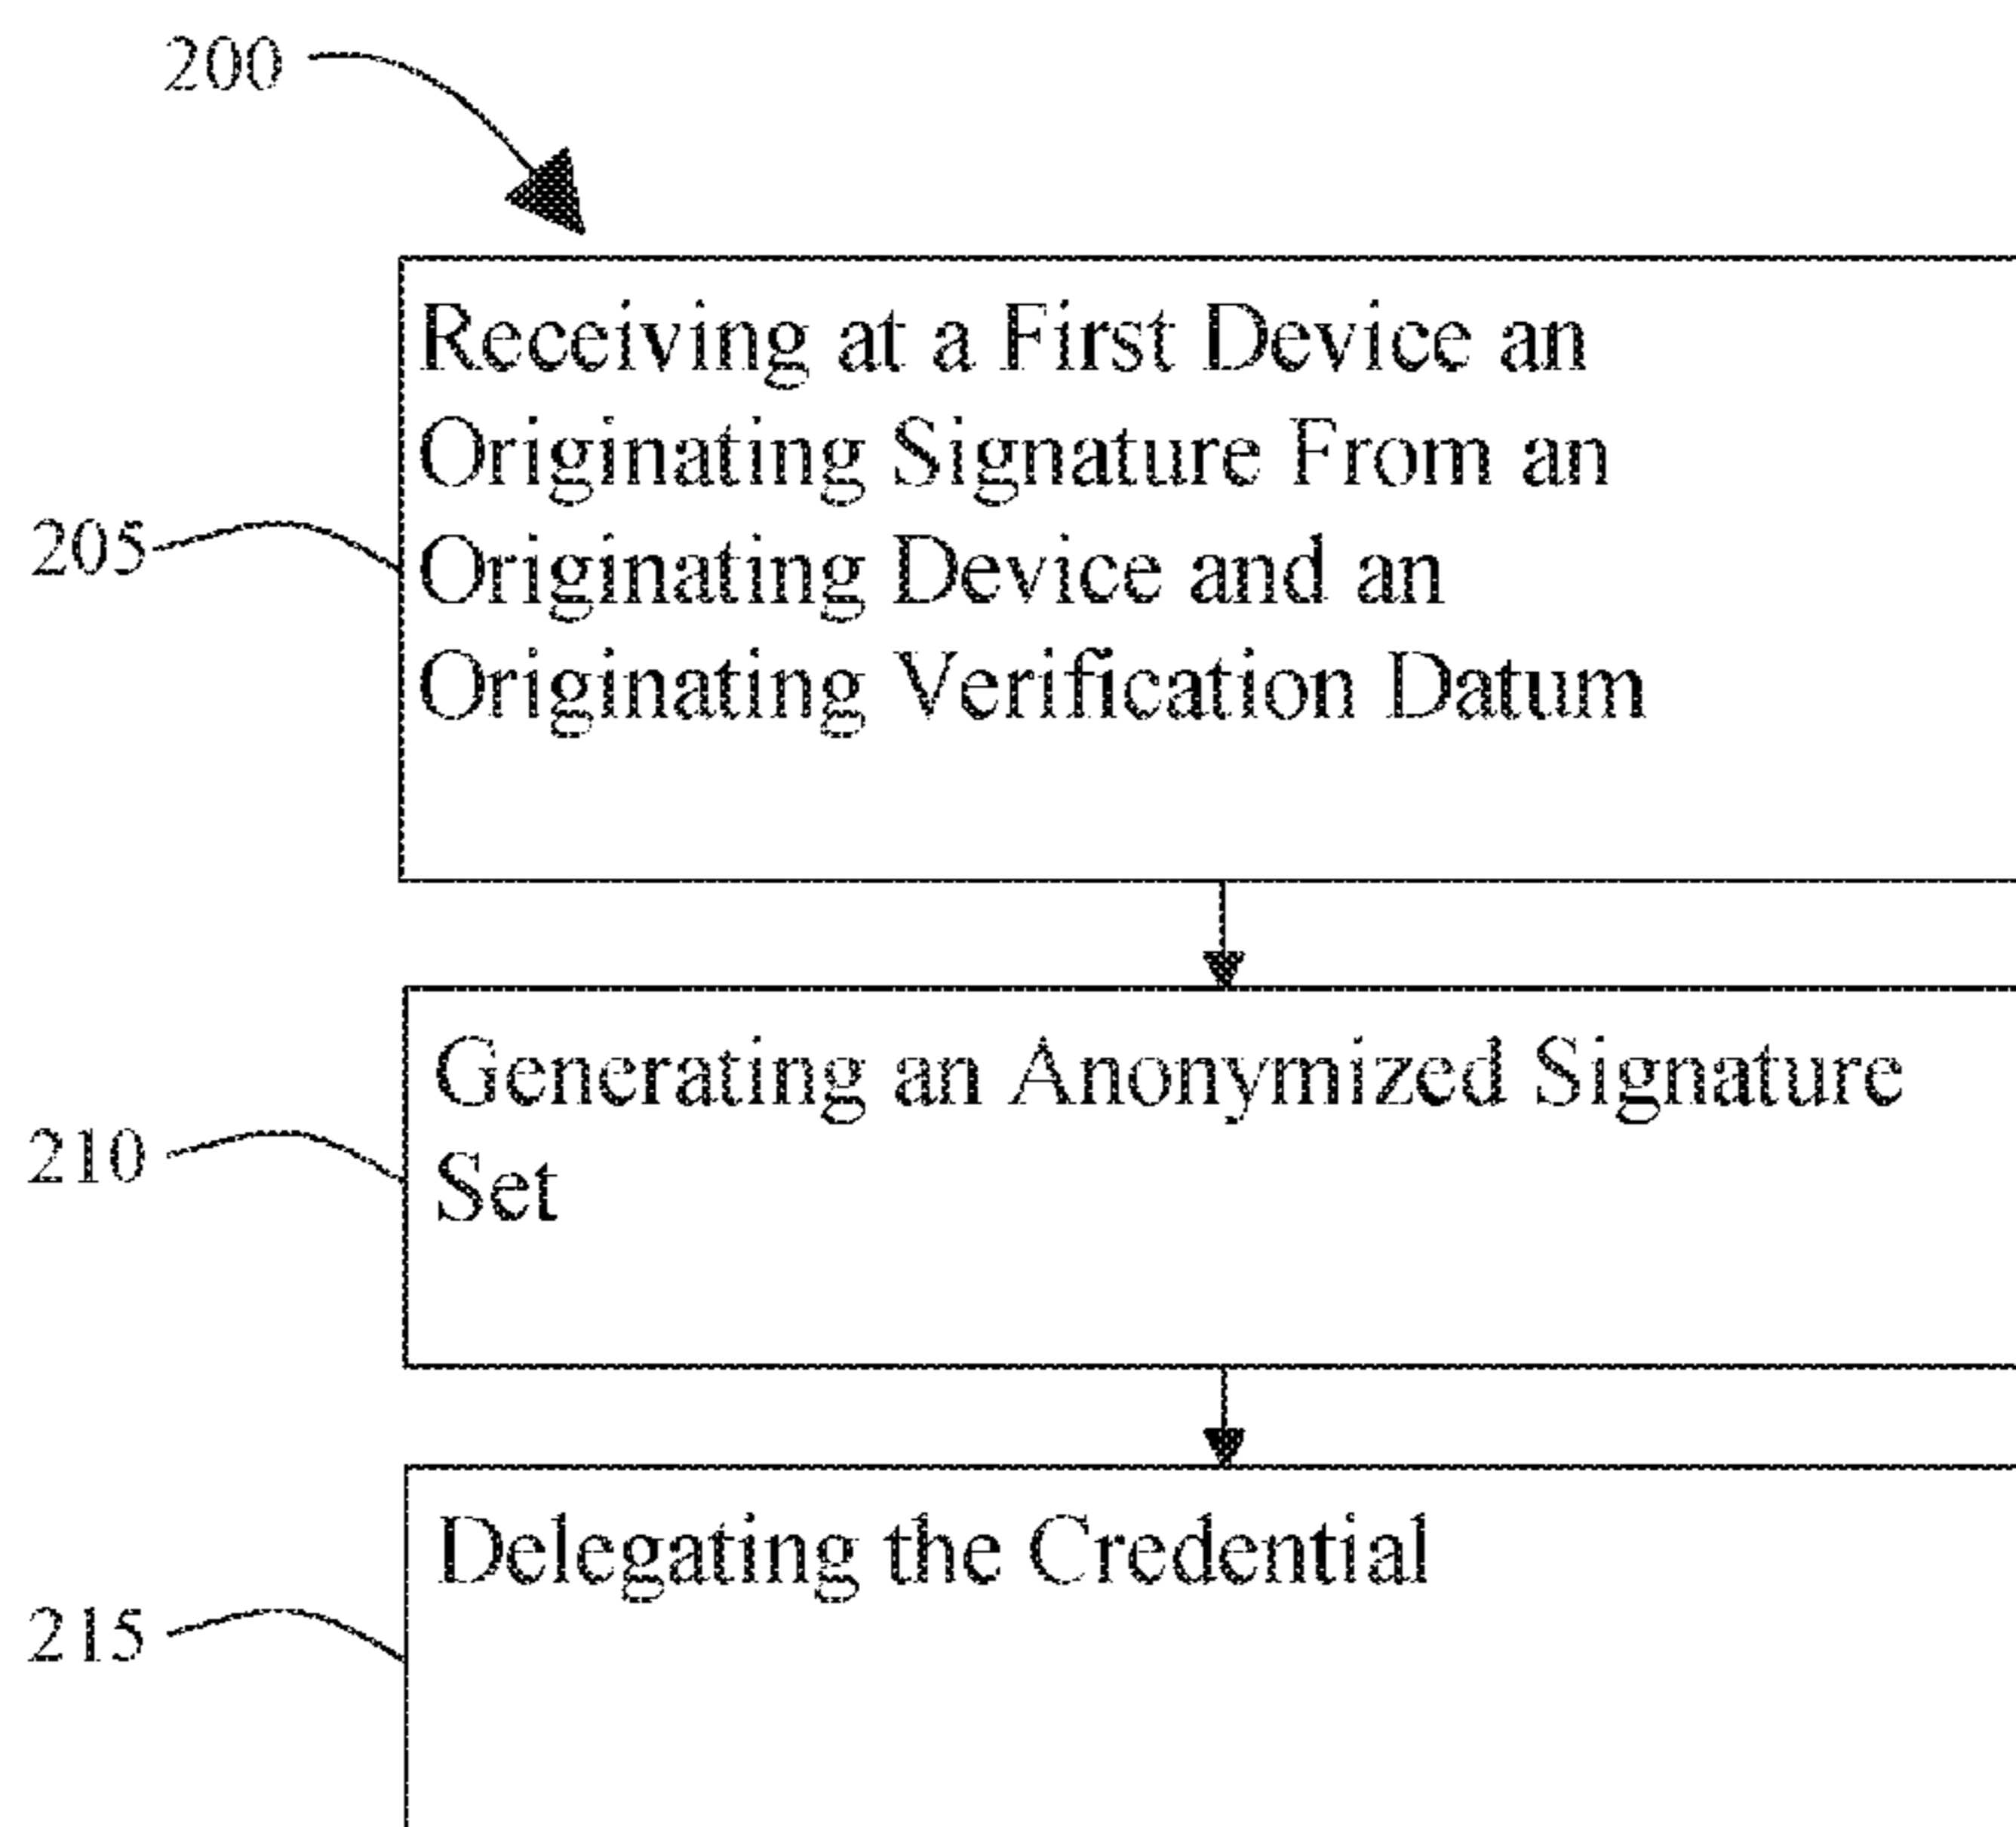 200
Receiving at a First Device an
Originating Signature From an
205
Originating Device and an
Originating Verification Datum
Generating an Anonymized Signature
210
Set
Delegating the Credential
215